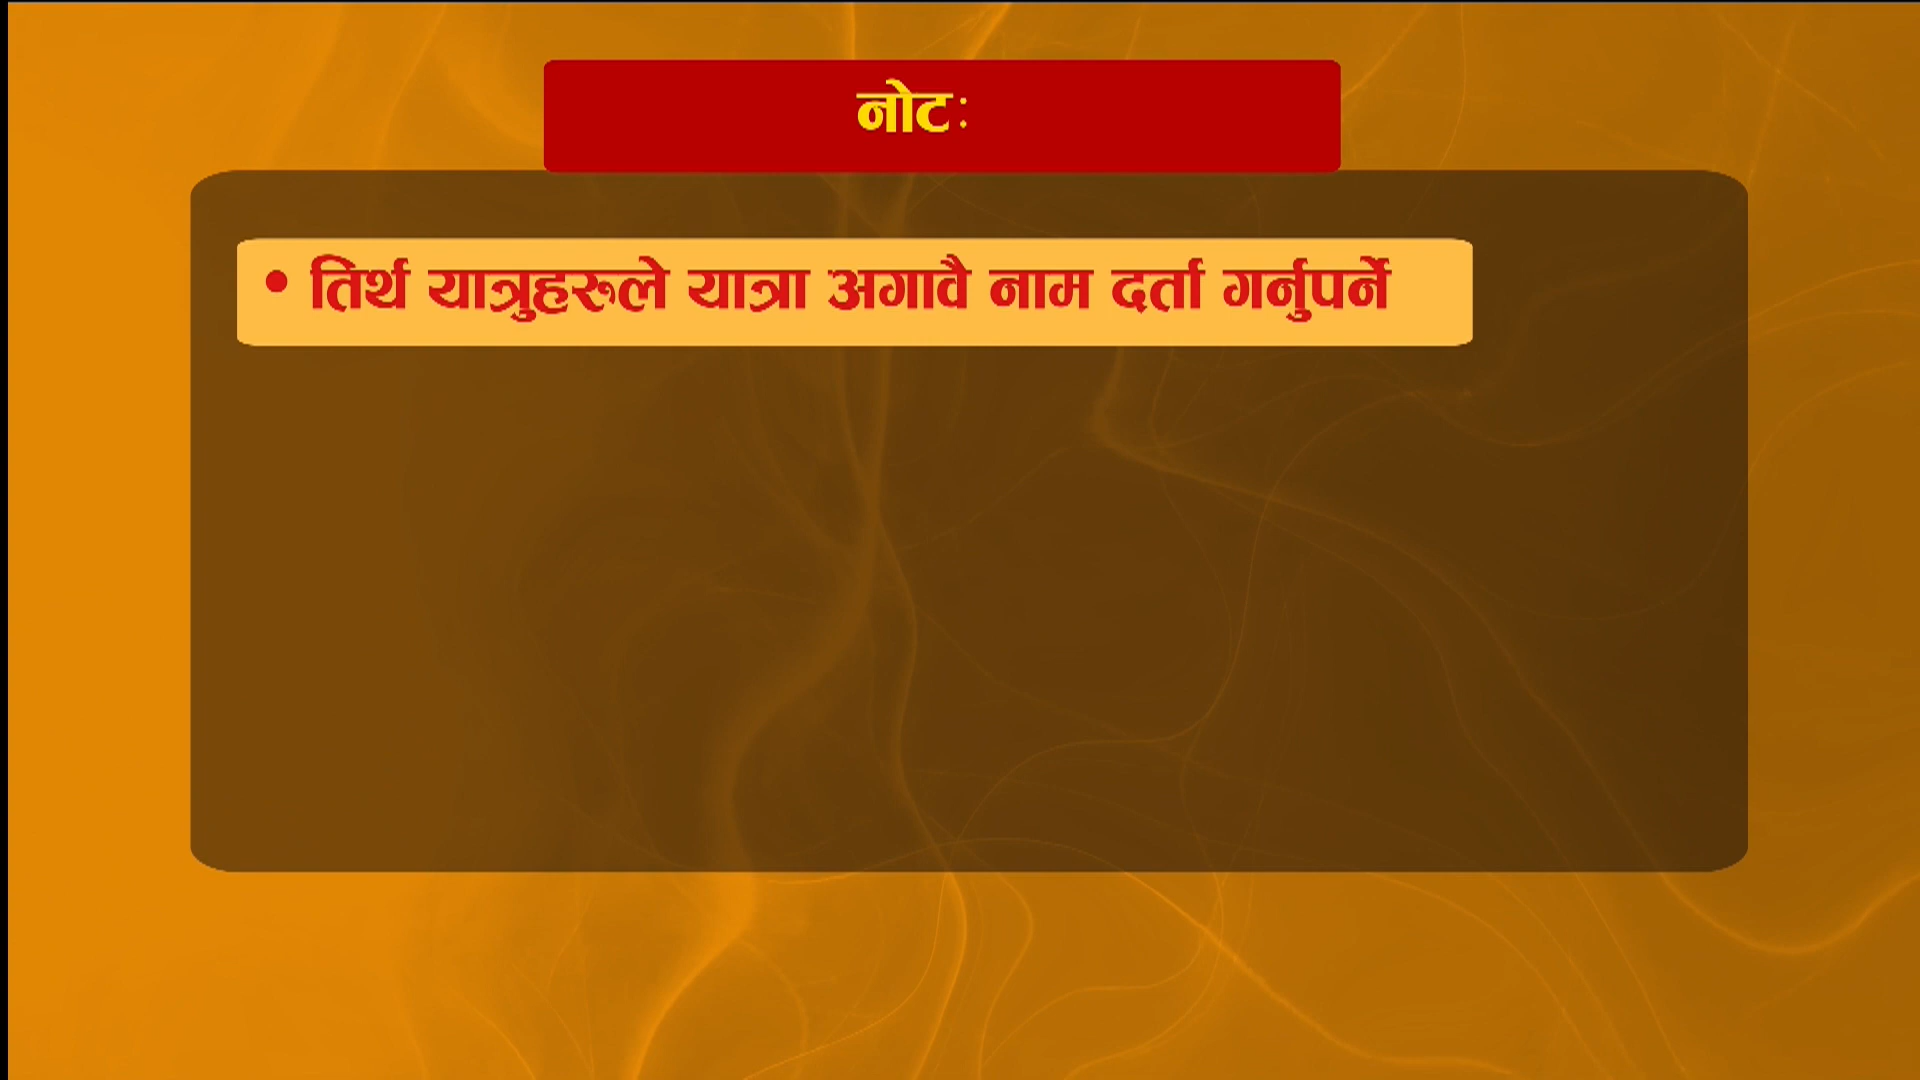 नोटः
• तिर्थ यात्रुहरुले यात्रा अगावै नाम दर्ता गर्नुपर्ने